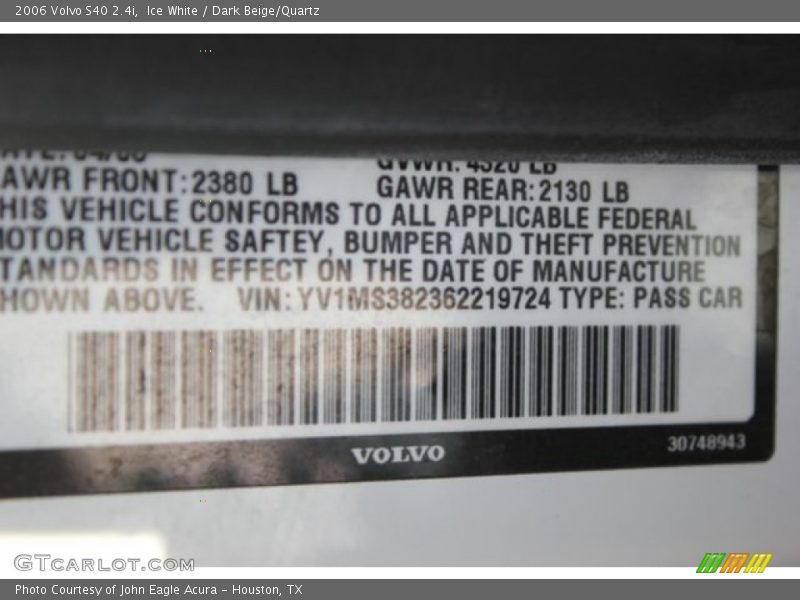 2006 Volvo S40 2.4i, Ice White / Dark Beige/Quartz
GVWR: 4520 LB
AWR FRONT: 2380 LB GAWR REAR: 2130 LB
HIS VEHICLE CONFORMS TO ALL APPLICABLE FEDERAL
OTOR VEHICLE SAFTEY, BUMPER AND THEFT PREVENTION
TANDARDS IN EFFECT ON THE DATE OF MANUFACTURE
HOWN ABOVE. VIN: YV1MS382362219724 TYPE: PASS CAR
VOLVO
30748943
GTCARLOT.COM
Photo Courtesy of John Eagle Acura - Houston, TX